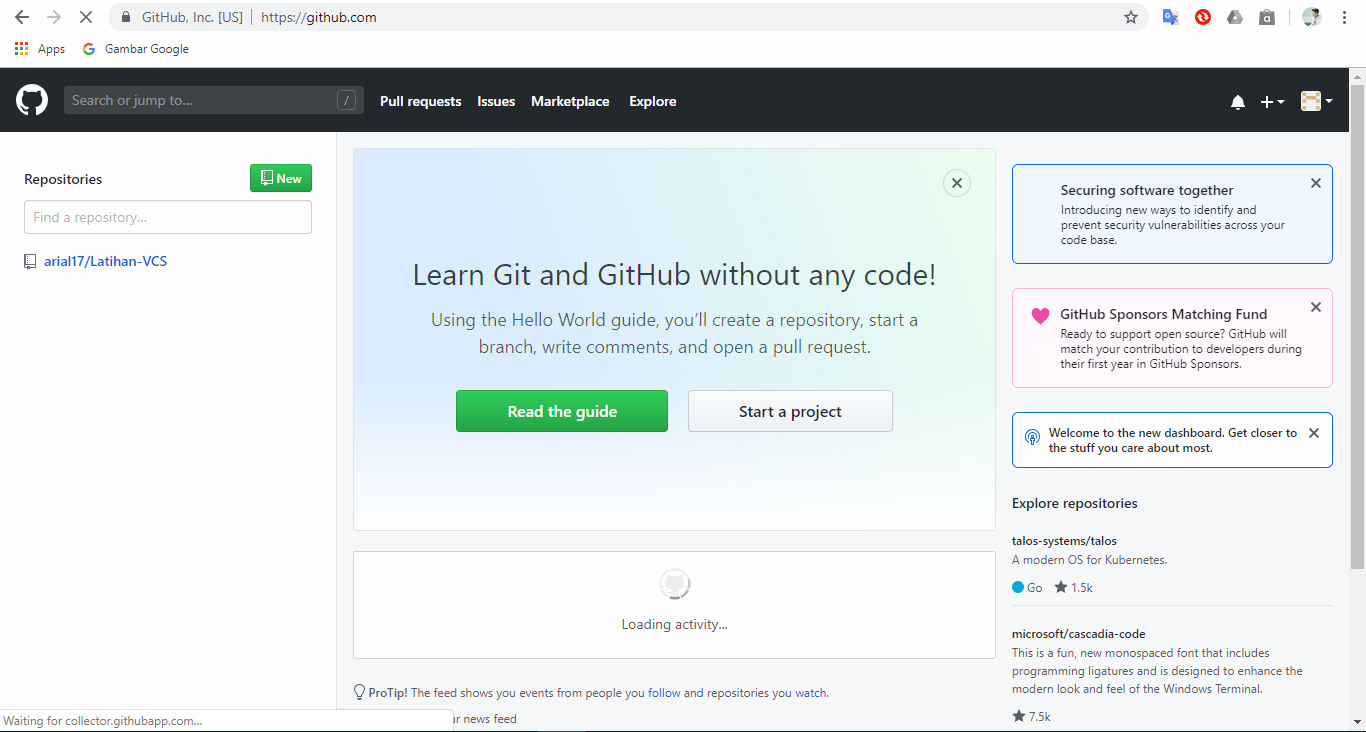 GitHub, Inc. [US] | https://github.com
Apps
Gambar Google
Search or jump to...
/
Pull requests
Issues
Marketplace
Explore
Repositories
New
Find a repository...
arial17/Latihan-VCS
Learn Git and GitHub without any code!
Using the Hello World guide, you’ll create a repository, start a
branch, write comments, and open a pull request.
Read the guide
Start a project
Loading activity...
ProTip! The feed shows you events from people you follow and repositories you watch.
ur news feed
Waiting for collector.githubapp.com...
Securing software together
Introducing new ways to identify and
prevent security vulnerabilities across your
code base.
GitHub Sponsors Matching Fund
Ready to support open source? GitHub will
match your contribution to developers during
their first year in GitHub Sponsors.
Welcome to the new dashboard. Get closer to
the stuff you care about most.
Explore repositories
talos-systems/talos
A modern OS for Kubernetes.
Go 1.5k
microsoft/cascadia-code
This is a fun, new monospaced font that includes
programming ligatures and is designed to enhance the
modern look and feel of the Windows Terminal.
7.5k